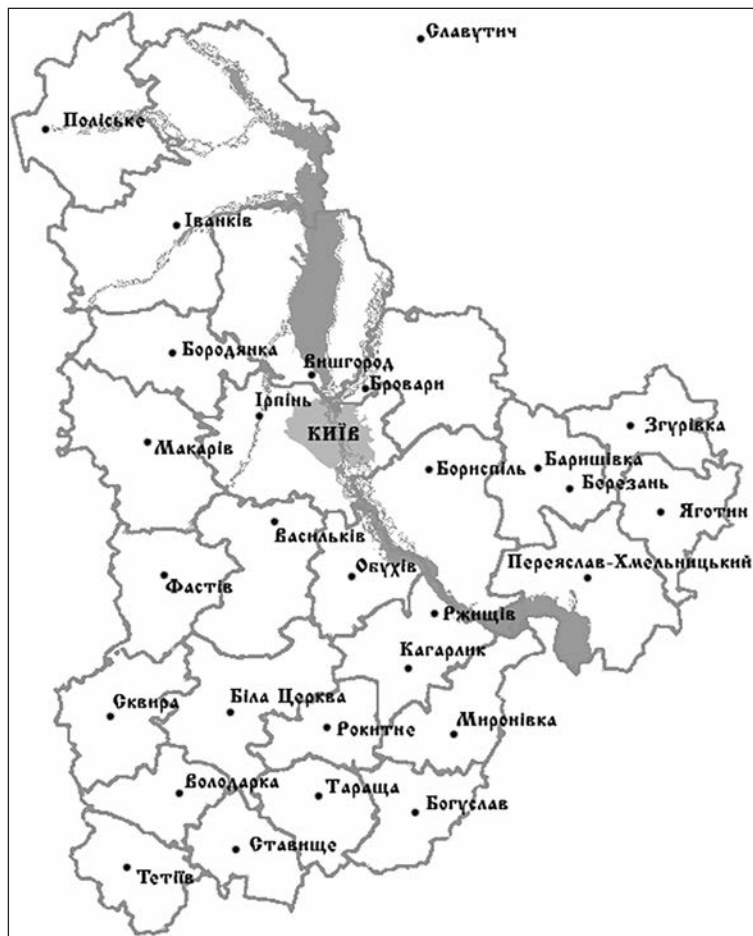 Славутич
Поліське
Іванків
Бородянка
Вишгород
Бровари
Ірпінь
КИЇВ
Макарів
Згурівка
Баришівка
Бориспіль
Березань
Яготин
Васильків
Переяслав-Хмельницький
Обухів
Фастів
Ржищів
Кагарлик
Біла Церква
Сквира
Рокитне
Миронівка
Володарка
Тараща
Богуслав
Ставище
Тетіїв